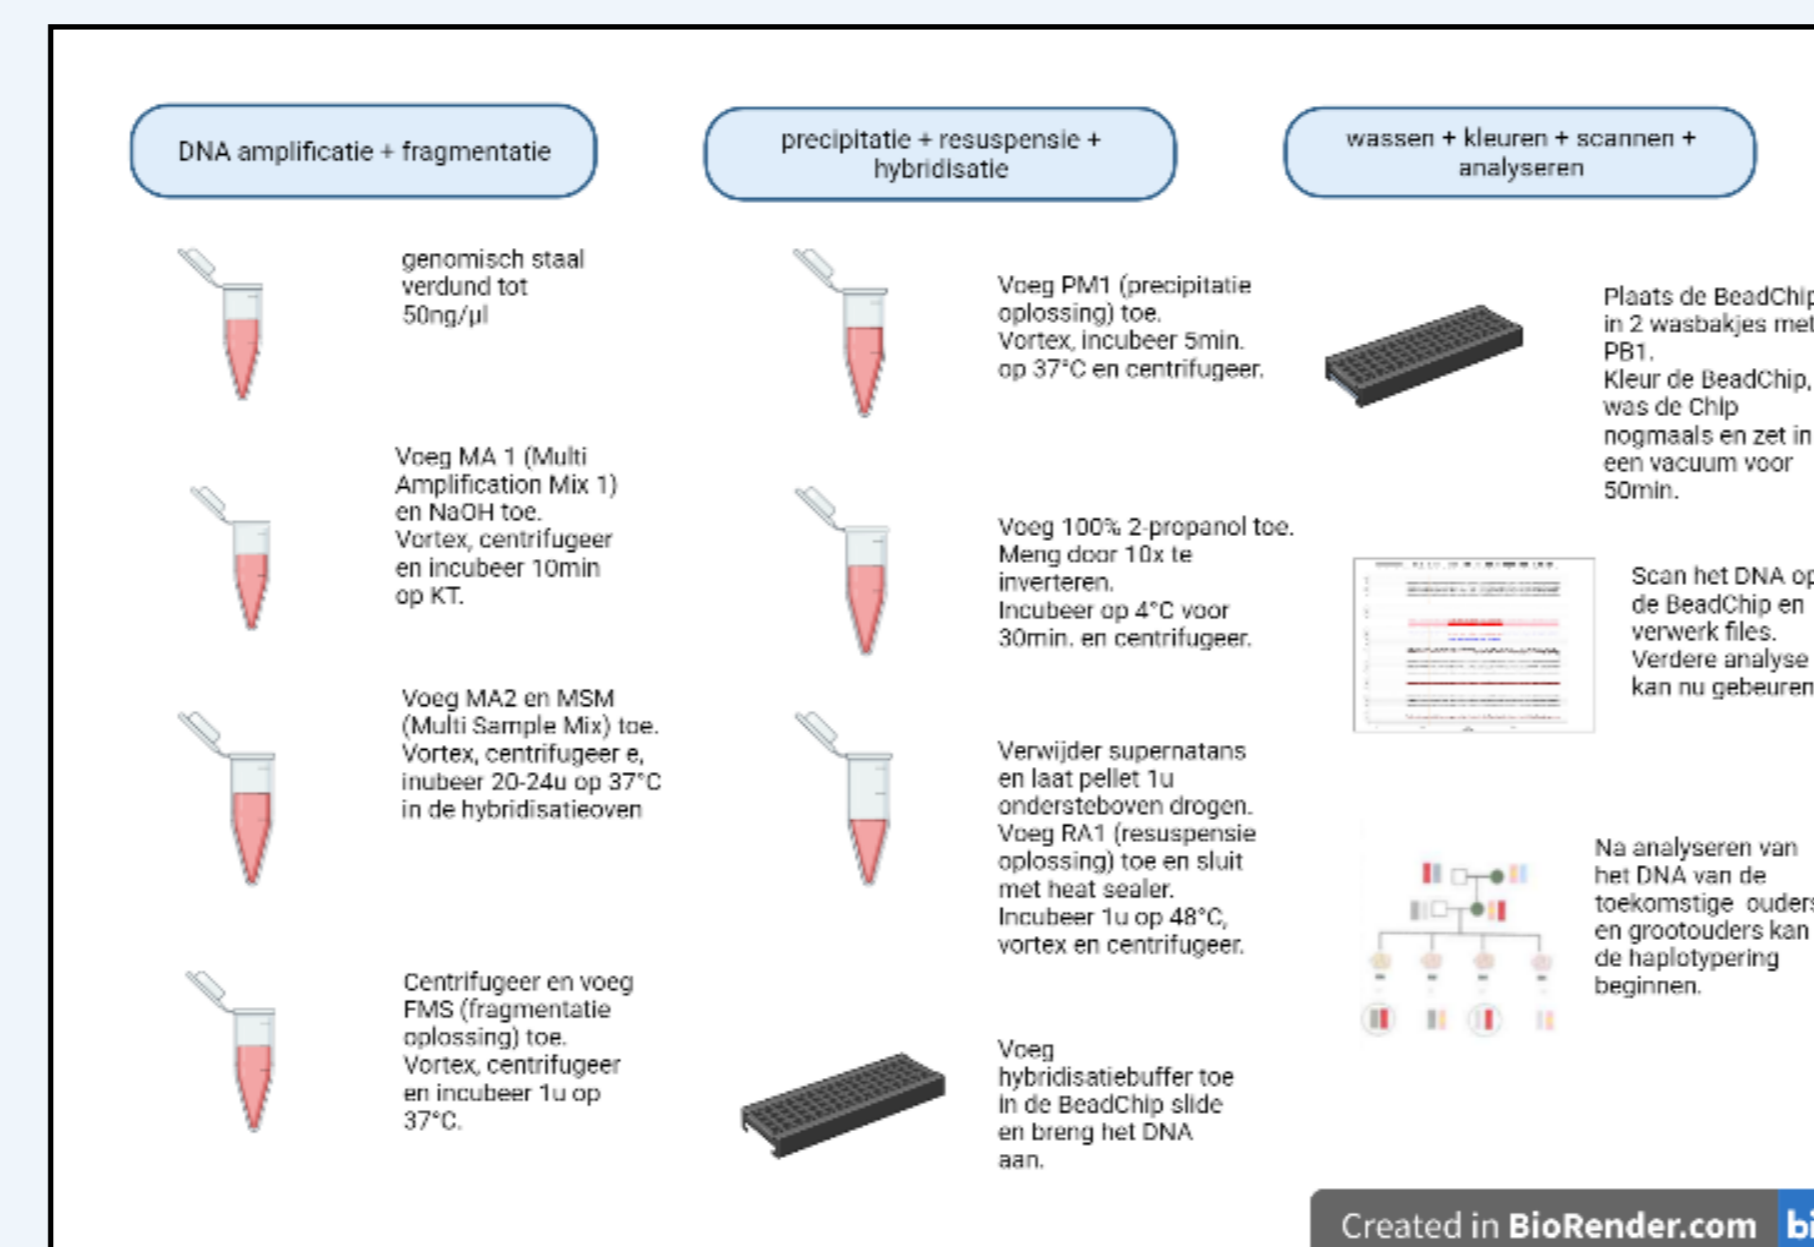 DNA amplificatie + fragmentatie
genomisch staal
verdund tot
50ng/µl
Voeg MA 1 (Multi
Amplification Mix 1)
en NaOH toe.
Vortex, centrifugeer
en incubeer 10min
op KT.
Voeg MA2 en MSM
(Multi Sample Mix) toe.
Vortex, centrifugeer e,
inubeer 20-24u op 37°C
in de hybridisatieoven
Centrifugeer en voeg
FMS (fragmentatie
oplossing) toe.
Vortex, centrifugeer
en incubeer 1u op
37°C.
precipitatie + resuspensie +
hybridisatie
Voeg PM1 (precipitatie
oplossing) toe.
Vortex, incubeer 5min.
op 37°C en centrifugeer.
Voeg 100% 2-propanol toe.
Meng door 10x te
inverteren.
Incubeer op 4°C voor
30min. en centrifugeer.
Verwijder supernatans
en laat pellet 1u
ondersteboven drogen.
Voeg RA1 (resuspensie
oplossing) toe en sluit
met heat sealer.
Incubeer 1u op 48°C,
vortex en centrifugeer.
Voeg
hybridisatiebuffer toe
in de BeadChip slide
en breng het DNA
aan.
wassen + kleuren + scannen +
analyseren
Plaats de BeadChip
in 2 wasbakjes met
PB1.
Kleur de BeadChip,
was de Chip
nogmaals en zet in
een vacuum voor
50min.
Scan het DNA op
de BeadChip en
verwerk files.
Verdere analyse
kan nu gebeuren
Na analyseren van
het DNA van de
toekomstige ouders
en grootouders kan
de haplotypering
beginnen.
Created in BioRender.com bi